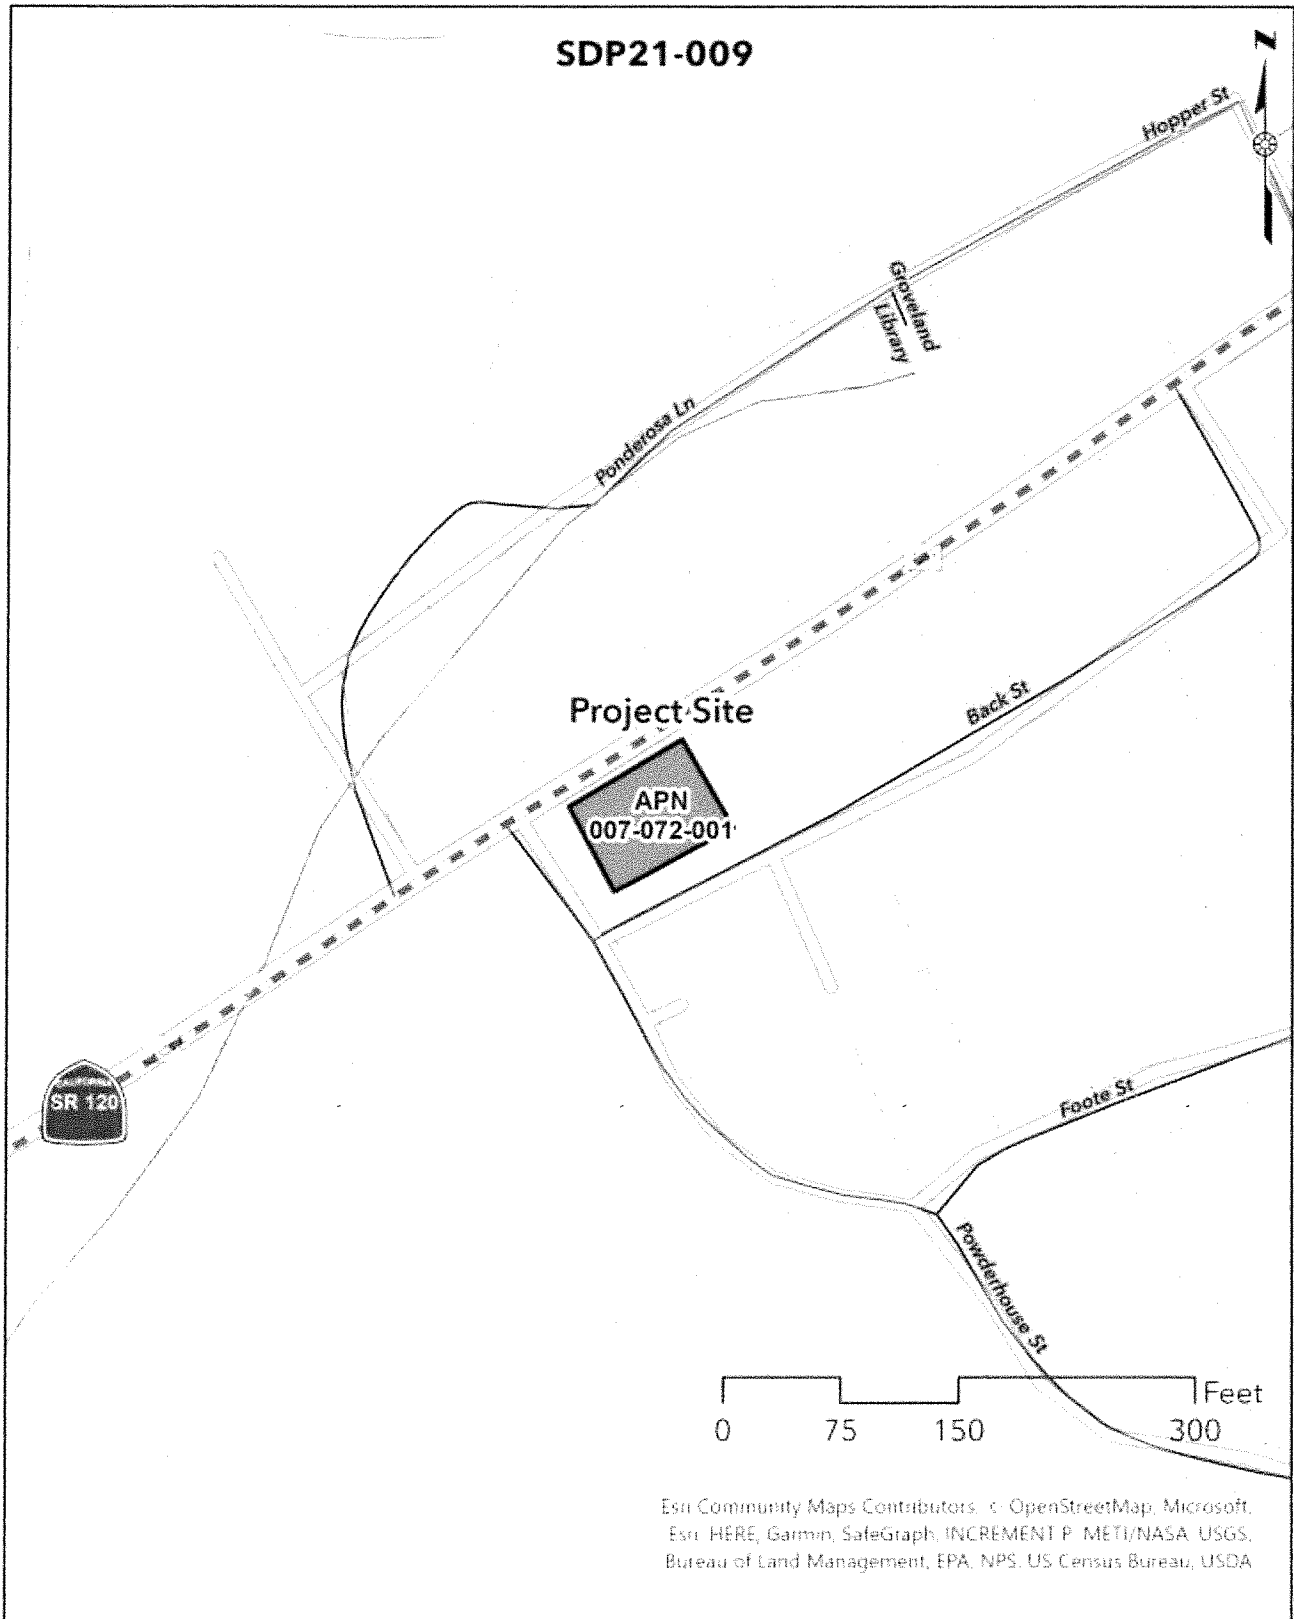 SDP21-009
N
Hopper St
Groveland
Library
Ponderosa Ln
Project Site
Back St
APN
007-072-001
SR 120
Foote St
Powderhouse St
Feet
0 75 150 300
Esri Community Maps Contributors, © OpenStreetMap, Microsoft,
Esri, HERE, Garmin, SafeGraph, INCREMENT P, METI/NASA, USGS,
Bureau of Land Management, EPA, NPS, US Census Bureau, USDA